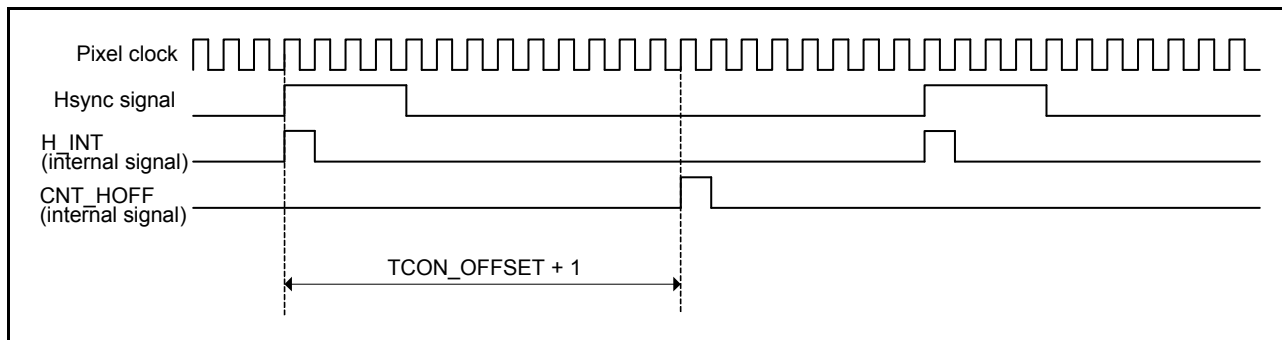 Pixel clock
Hsync signal
H_INT
(internal signal)
CNT_HOFF
(internal signal)
TCON_OFFSET + 1